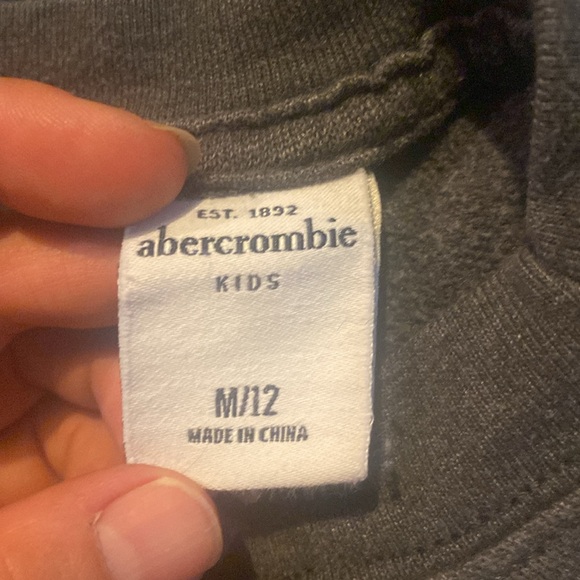 EST. 1892
abercrombie
KIDS
M/12
MADE IN CHINA